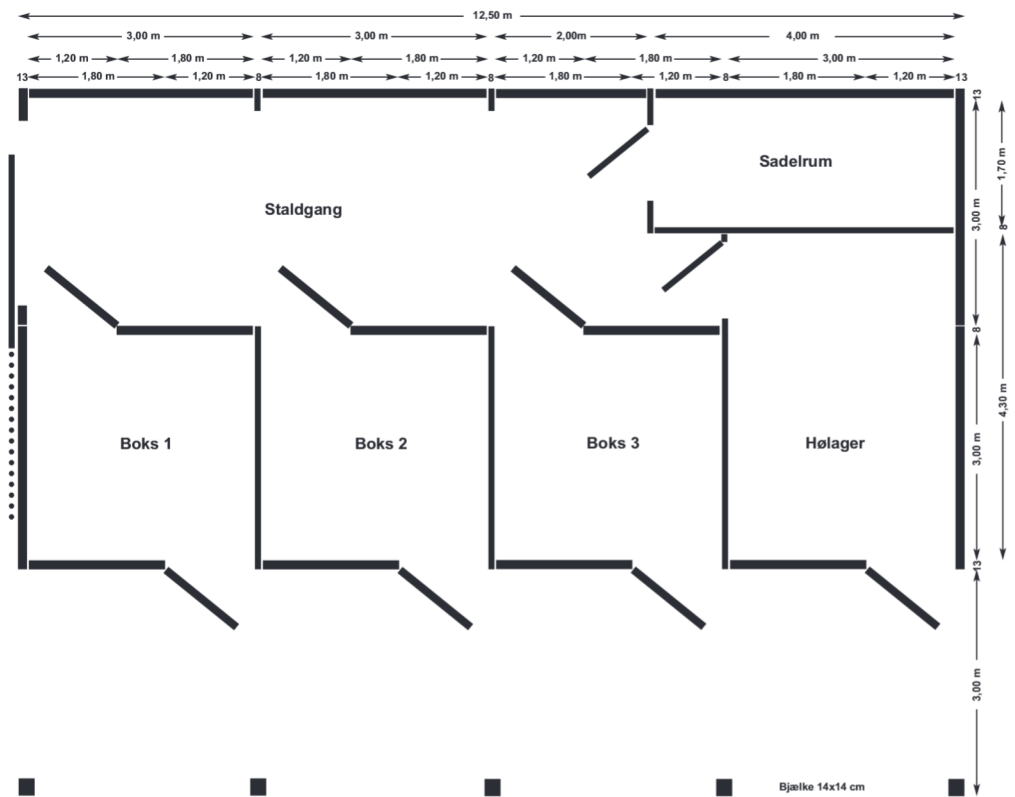 12,50 m
3,00 m 3,00 m 2,00m 4,00 m
1,20 m 1,80 m 1,20 m 1,80 m 1,20 m 1,80 m 3,00 m
13 1,80 m 1,20 m 8 1,80 m 1,20 m 8 1,80 m 1,20 m 8 1,80 m 1,20 m 13
13
1,70 m
Sadelrum
3,00 m
Staldgang
8
8
4,30 m
Boks 1 Boks 2 Boks 3 Hølager
3,00 m
13
3,00 m
Bjælke 14x14 cm